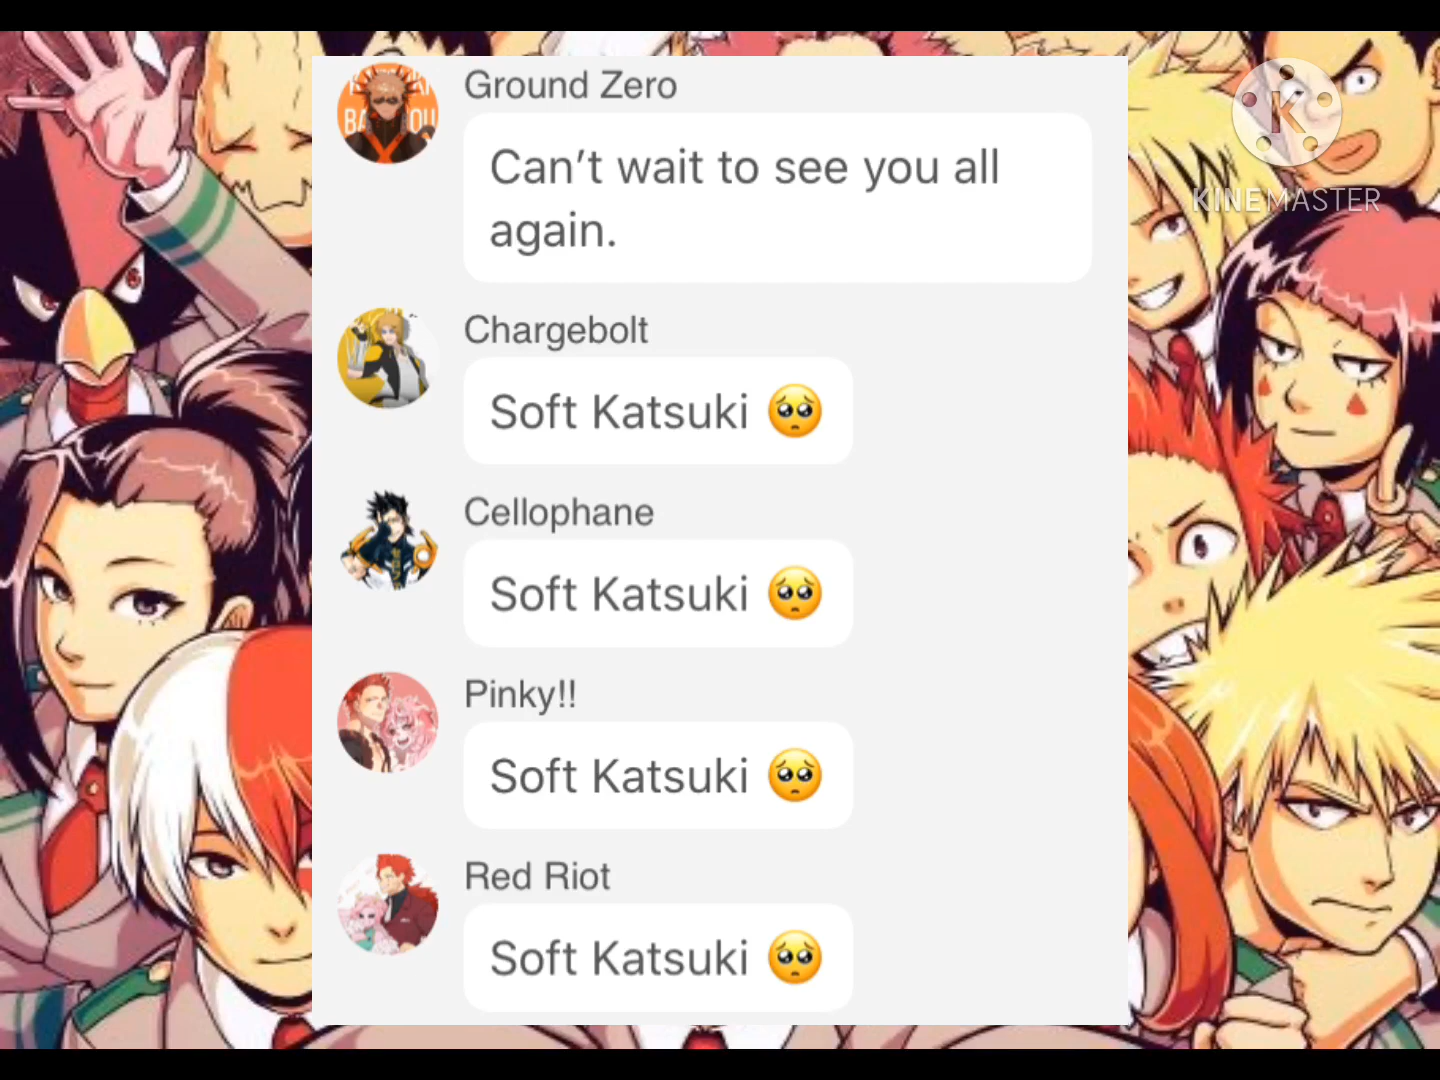 Ground Zero
Can't wait to see you all
again.
Chargebolt
Soft Katsuki 🥺
Cellophane
Soft Katsuki 🥺
Pinky!!
Soft Katsuki 🥺
Red Riot
Soft Katsuki 🥺
K
KINEMASTER